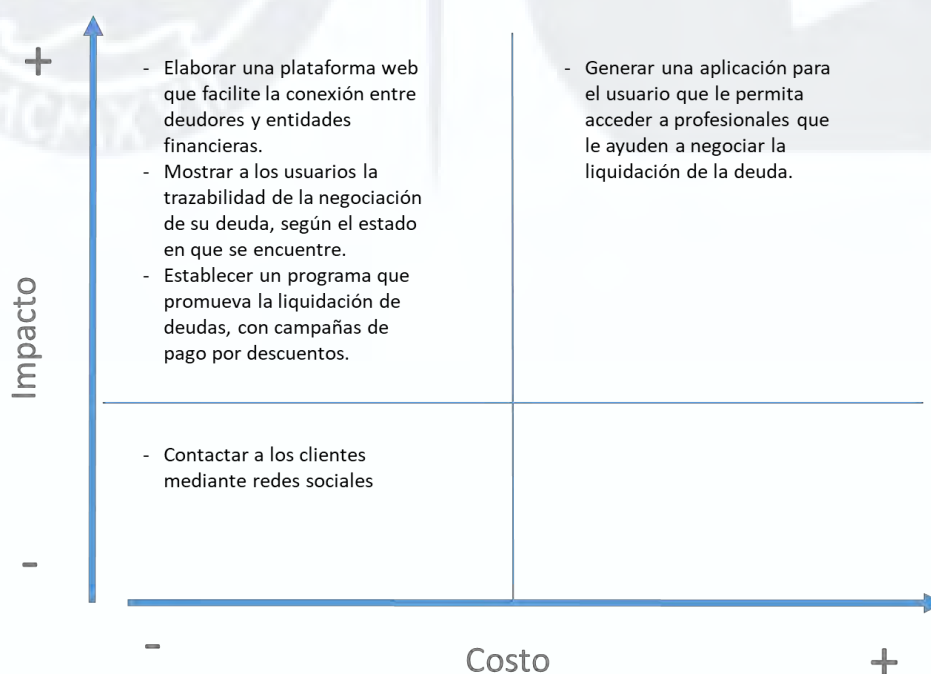 +
- Elaborar una plataforma web
que facilite la conexión entre
deudores y entidades
financieras.
- Mostrar a los usuarios la
trazabilidad de la negociación
de su deuda, según el estado
en que se encuentre.
- Establecer un programa que
promueva la liquidación de
deudas, con campañas de
pago por descuentos.
- Generar una aplicación para
el usuario que le permita
acceder a profesionales que
le ayuden a negociar la
liquidación de la deuda.
Impacto
- Contactar a los clientes
mediante redes sociales
-
-
Costo
+